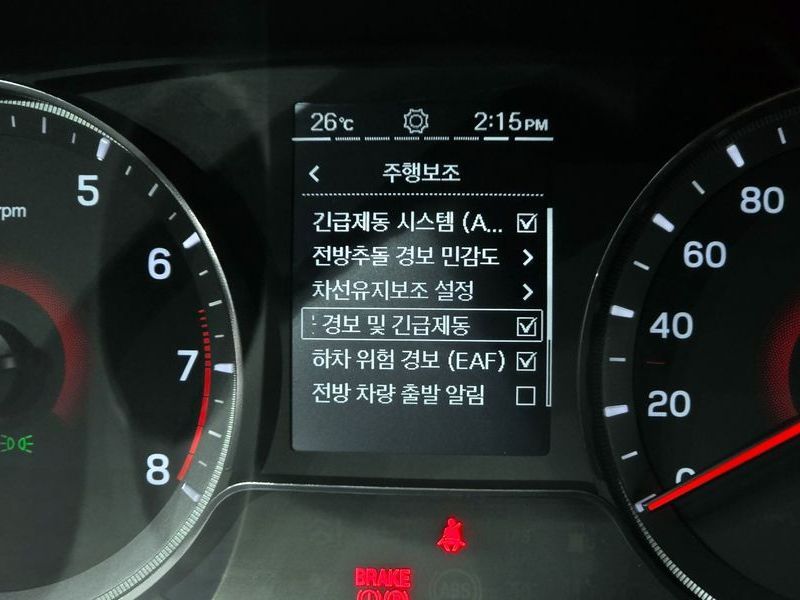 26℃ 2:15PM
< 주행보조
긴급제동 시스템 (A...
전방추돌 경보 민감도 >
차선유지보조 설정 >
경보 및 긴급제동
하차 위험 경보 (EAF)
전방 차량 출발 알림
rpm
5
6
7
8
80
60
40
20
0
BRAKE
ABS